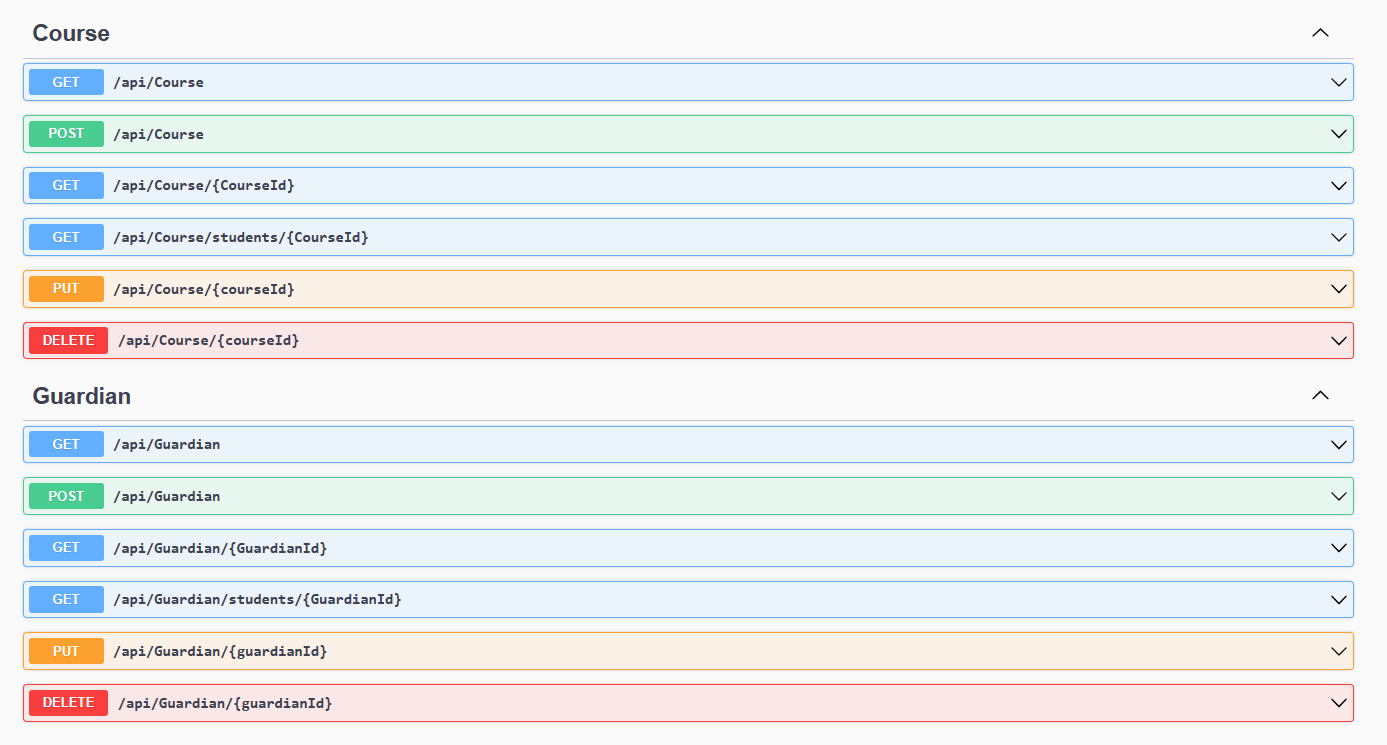 Course
GET /api/Course
POST /api/Course
GET /api/Course/{CourseId}
GET /api/Course/students/{CourseId}
PUT /api/Course/{courseId}
DELETE /api/Course/{courseId}
Guardian
GET /api/Guardian
POST /api/Guardian
GET /api/Guardian/{GuardianId}
GET /api/Guardian/students/{GuardianId}
PUT /api/Guardian/{guardianId}
DELETE /api/Guardian/{guardianId}